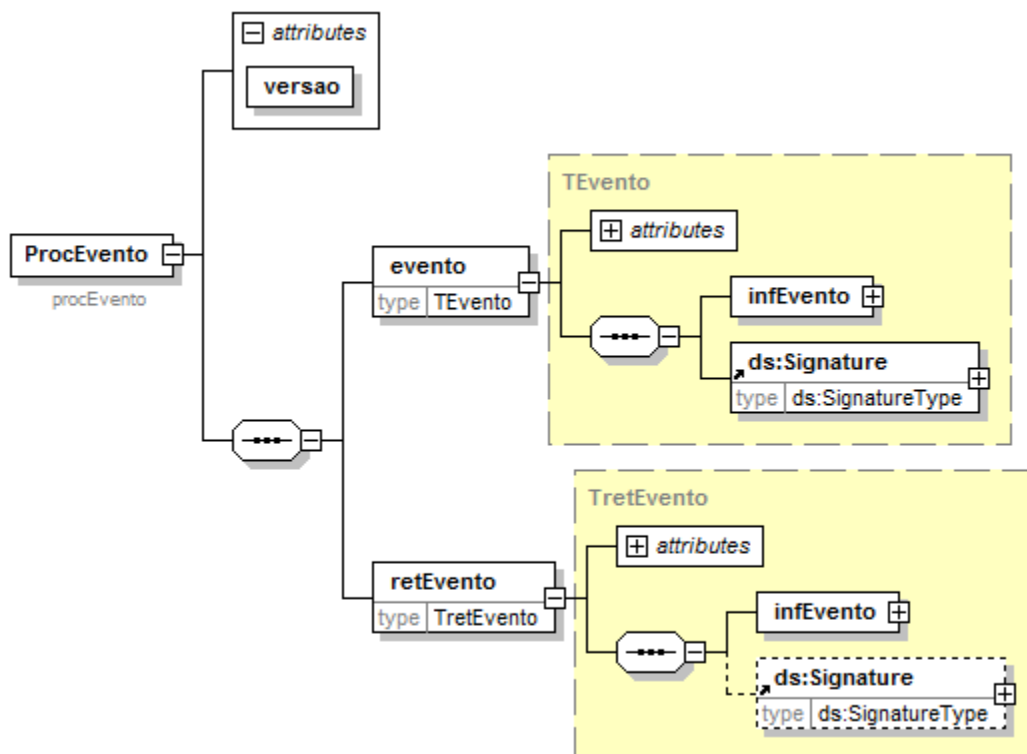 attributes
versao
TEvento
attributes
ProcEvento
procEvento
evento
type TEvento
infEvento
ds:Signature
type ds:SignatureType
TretEvento
attributes
retEvento
type TretEvento
infEvento
ds:Signature
type ds:SignatureType